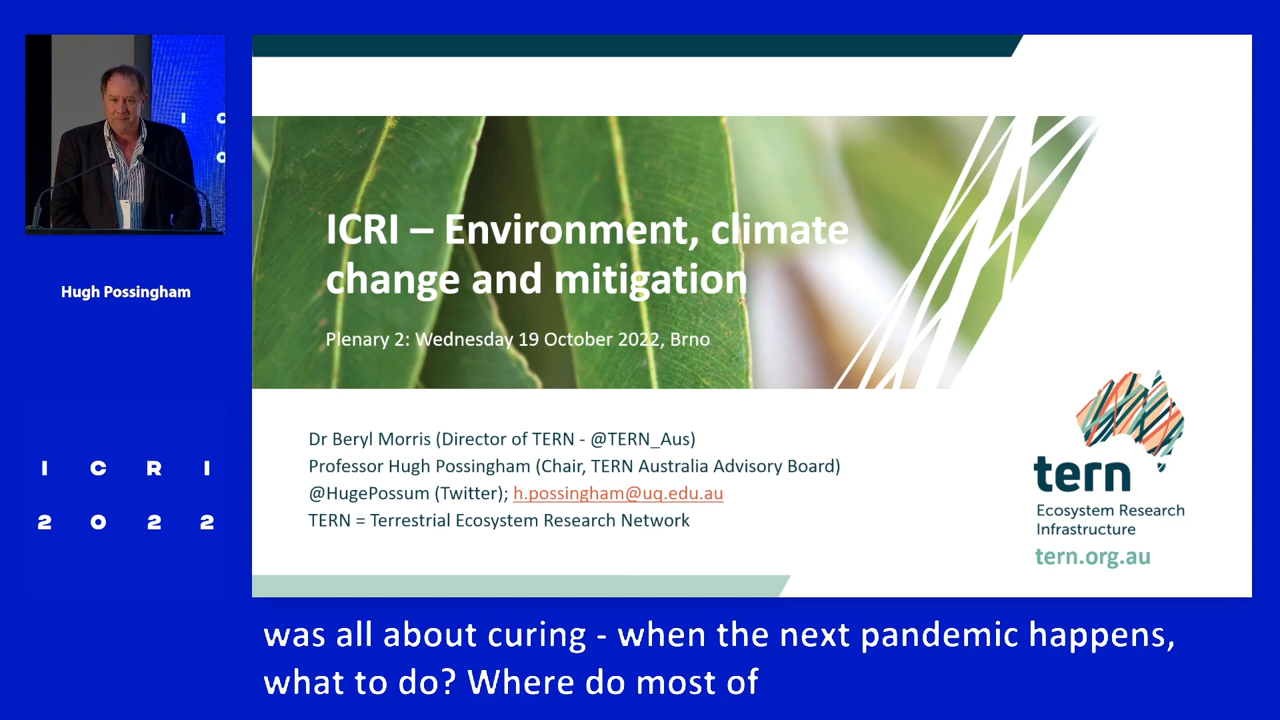 I C
O
Hugh Possingham
I C R I
2 0 2 2
ICRI – Environment, climate
change and mitigation
Plenary 2: Wednesday 19 October 2022, Brno
Dr Beryl Morris (Director of TERN - @TERN_Aus)
Professor Hugh Possingham (Chair, TERN Australia Advisory Board)
@HugePossum (Twitter); h.possingham@uq.edu.au
TERN = Terrestrial Ecosystem Research Network
tern
Ecosystem Research
Infrastructure
tern.org.au
was all about curing - when the next pandemic happens,
what to do? Where do most of